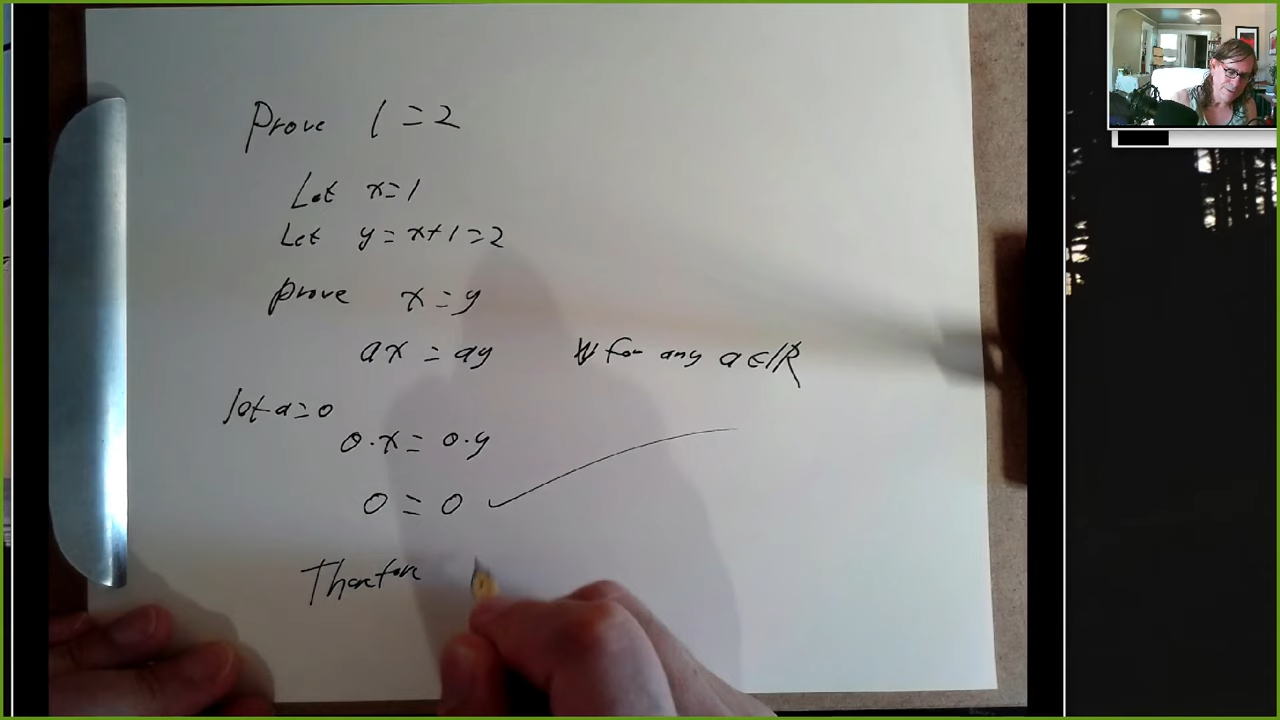 Prove 1 = 2
Let x = 1
Let y = x + 1 = 2
prove x = y
ax = ay for any a ∈ ℝ
let a = 0
0 · x = 0 · y
0 = 0 ✓
Therefore